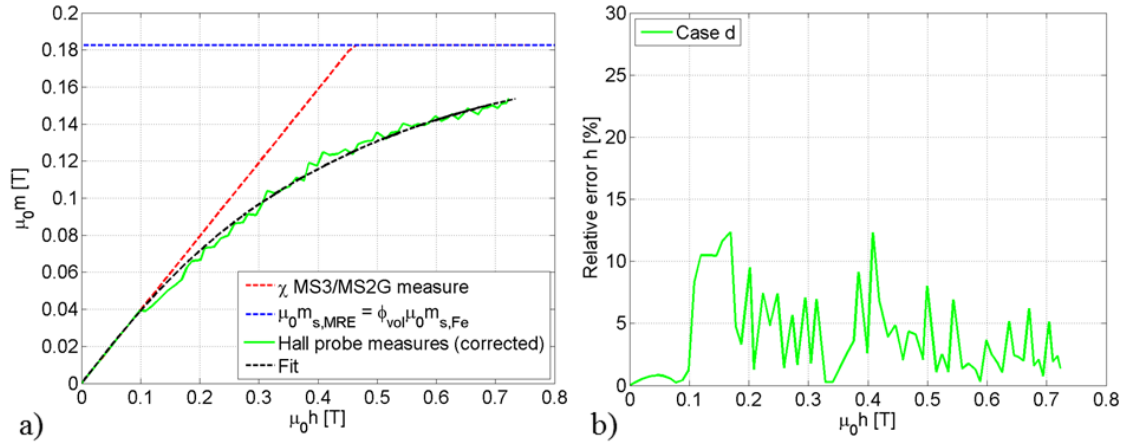 0.2
0.18
0.16
0.14
0.12
0.1
0.08
0.06
0.04
0.02
0
μ₀m [T]
χ MS3/MS2G measure
μ₀mₛ,MRE = ϕvolμ₀mₛ,Fe
Hall probe measures (corrected)
Fit
0 0.1 0.2 0.3 0.4 0.5 0.6 0.7 0.8
μ₀h [T]
a)
30
25
20
15
10
5
0
Relative error h [%]
Case d
0 0.1 0.2 0.3 0.4 0.5 0.6 0.7 0.8
μ₀h [T]
b)